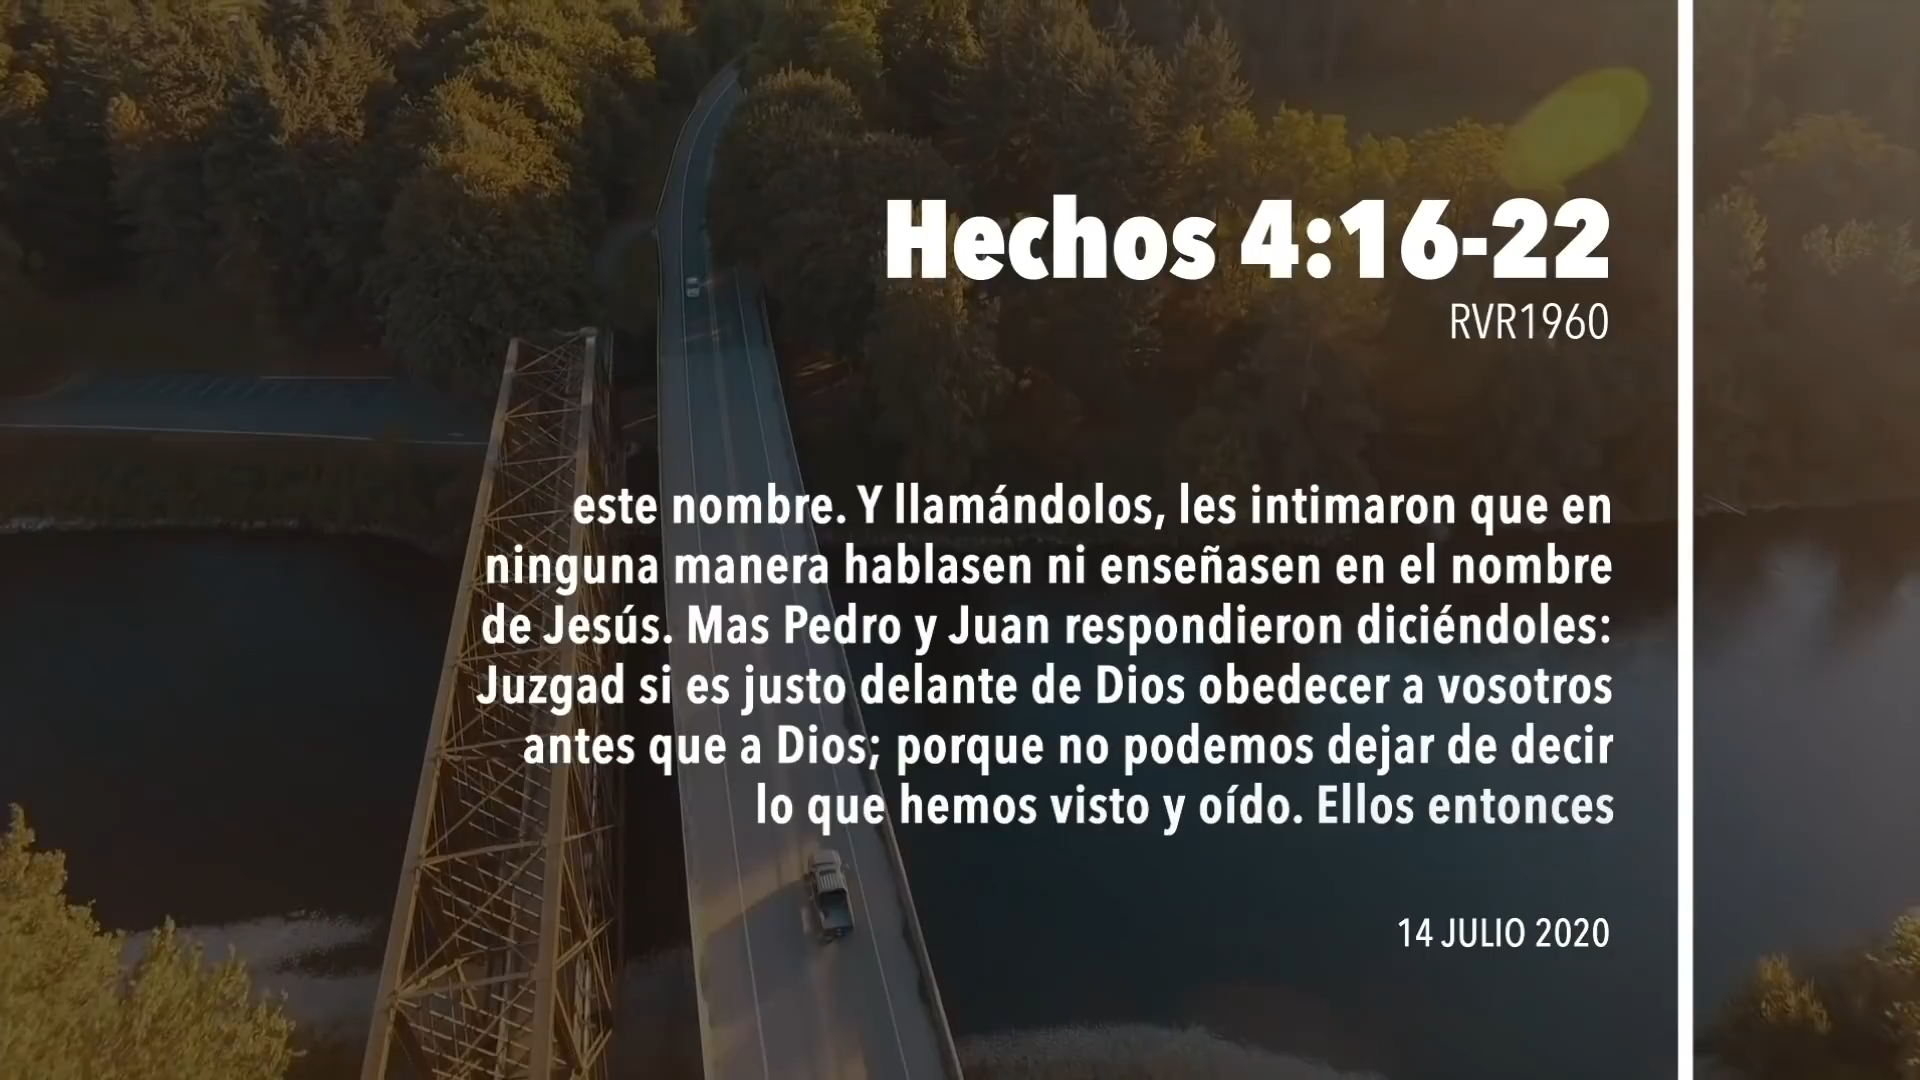 Hechos 4:16-22
RVR1960
este nombre. Y llamándolos, les intimaron que en
ninguna manera hablasen ni enseñasen en el nombre
de Jesús. Mas Pedro y Juan respondieron diciéndoles:
Juzgad si es justo delante de Dios obedecer a vosotros
antes que a Dios; porque no podemos dejar de decir
lo que hemos visto y oído. Ellos entonces
14 JULIO 2020